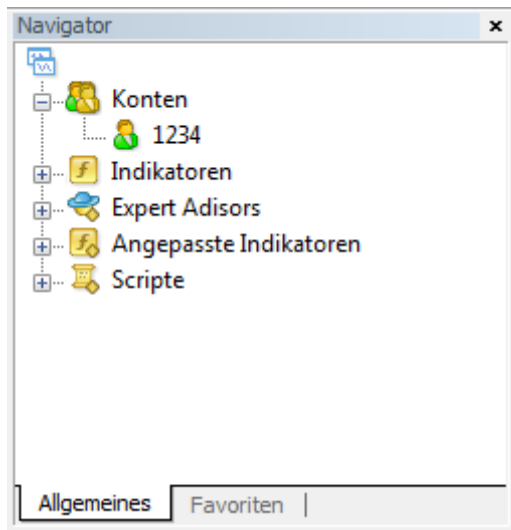 Navigator
Konten
1234
Indikatoren
Expert Adisors
Angepasste Indikatoren
Scripte
Allgemeines Favoriten